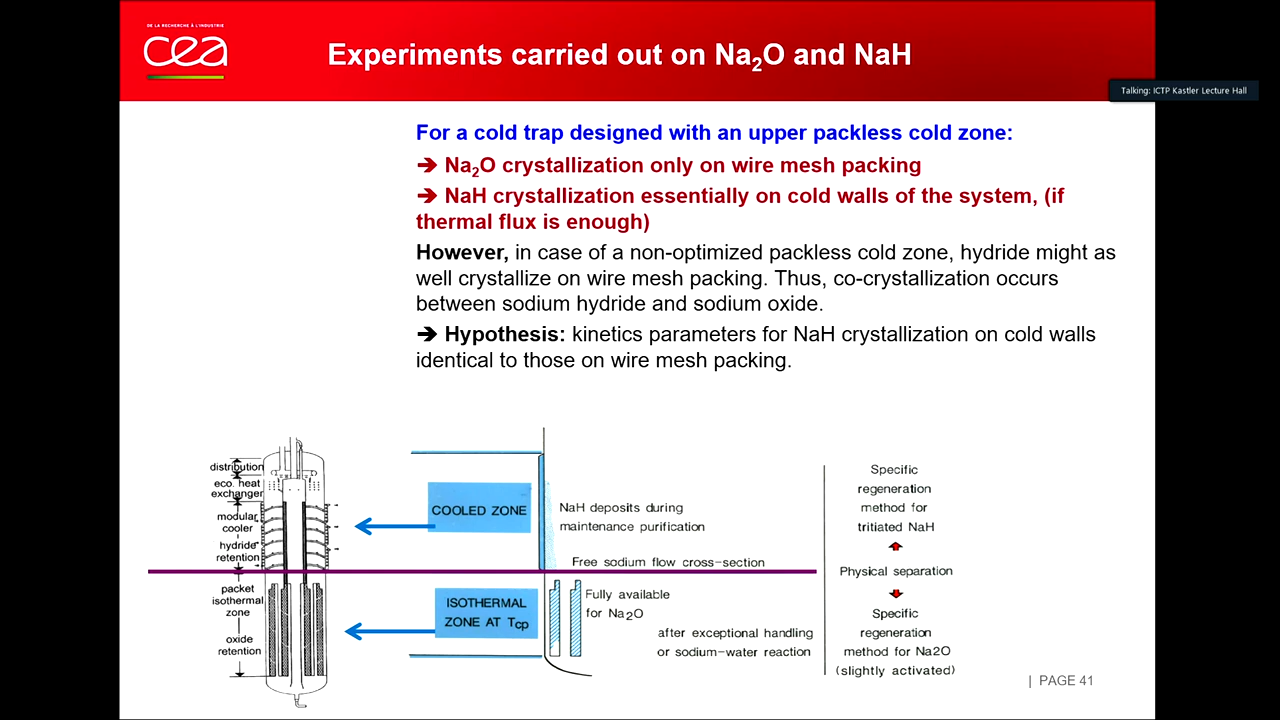 DE LA RECHERCHE À L'INDUSTRIE
cea
Experiments carried out on Na₂O and NaH
Talking: ICTP Kastler Lecture Hall
For a cold trap designed with an upper packless cold zone:
➔ Na₂O crystallization only on wire mesh packing
➔ NaH crystallization essentially on cold walls of the system, (if
thermal flux is enough)
However, in case of a non-optimized packless cold zone, hydride might as
well crystallize on wire mesh packing. Thus, co-crystallization occurs
between sodium hydride and sodium oxide.
➔ Hypothesis: kinetics parameters for NaH crystallization on cold walls
identical to those on wire mesh packing.
distribution
eco. heat
exchanger
modular
cooler
hydride
retention
packet
isothermal
zone
oxide
retention
COOLED ZONE
NaH deposits during
maintenance purification
Free sodium flow cross-section
ISOTHERMAL
ZONE AT Tcp
Fully available
for Na2O
after exceptional handling
or sodium-water reaction
Specific
regeneration
method for
tritiated NaH
Physical separation
Specific
regeneration
method for Na2O
(slightly activated)
| PAGE 41